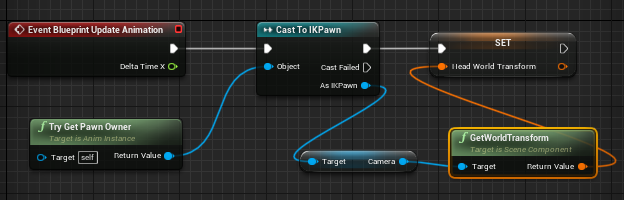 Event Blueprint Update Animation
Delta Time X
Cast To IKPawn
Object
Cast Failed
As IKPawn
SET
Head World Transform
f Try Get Pawn Owner
Target is Anim Instance
Target self
Return Value
Target
Camera
f GetWorldTransform
Target is Scene Component
Target
Return Value